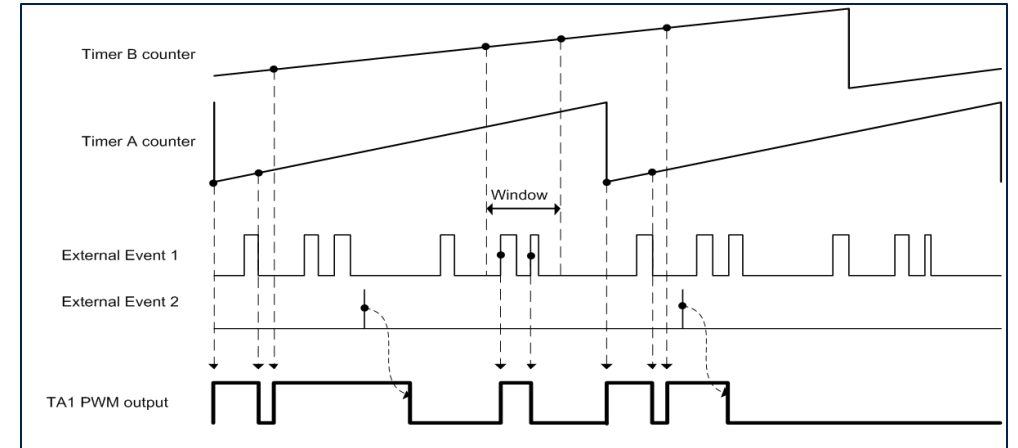 Timer B counter
Timer A counter
Window
External Event 1
External Event 2
TA1 PWM output